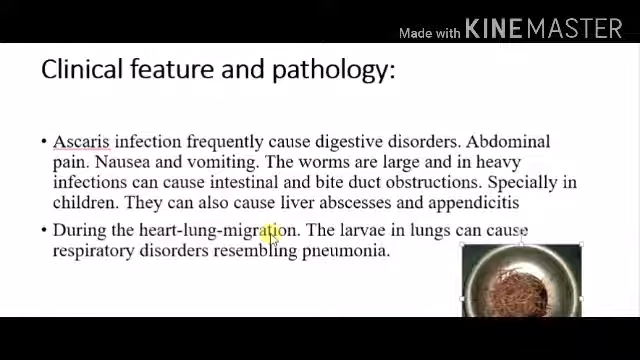 Made with KINEMASTER
Clinical feature and pathology:
• Ascaris infection frequently cause digestive disorders. Abdominal
pain. Nausea and vomiting. The worms are large and in heavy
infections can cause intestinal and bite duct obstructions. Specially in
children. They can also cause liver abscesses and appendicitis
• During the heart-lung-migration. The larvae in lungs can cause
respiratory disorders resembling pneumonia.